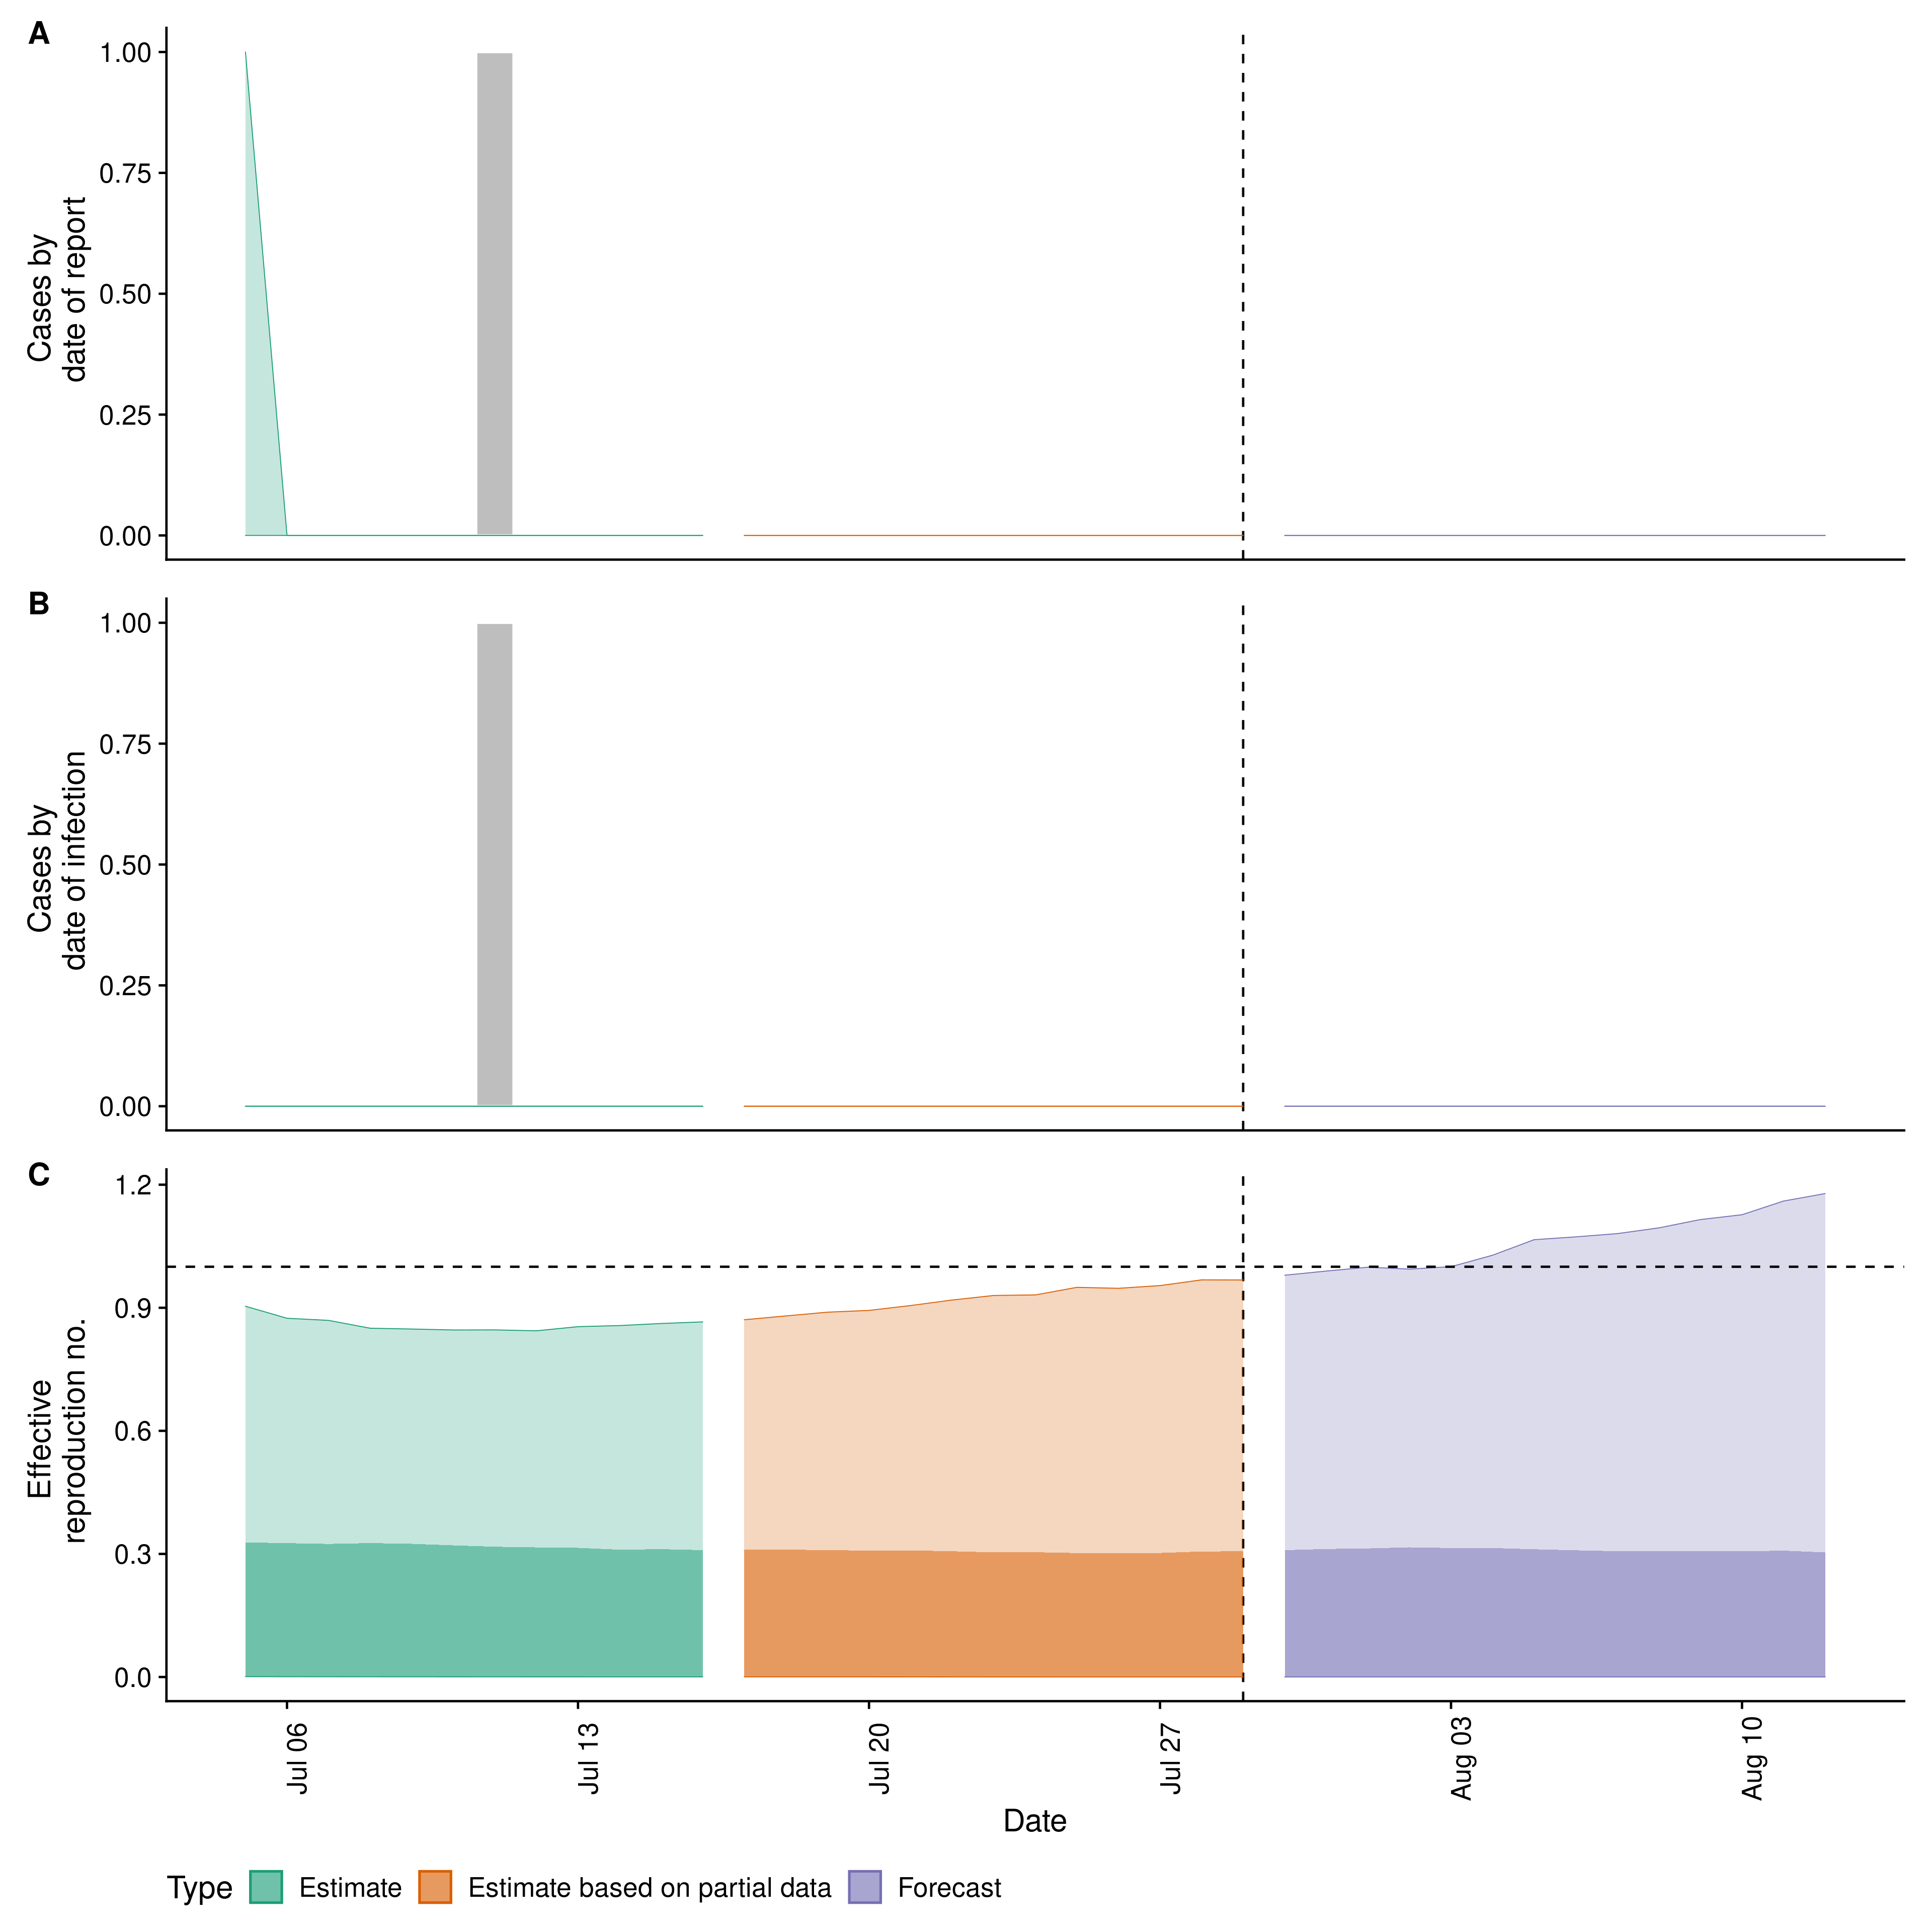 A
1.00
0.75
0.50
0.25
0.00
Cases by
date of report
B
1.00
0.75
0.50
0.25
0.00
Cases by
date of infection
C
1.2
0.9
0.6
0.3
0.0
Effective
reproduction no.
Jul 06
Jul 13
Jul 20
Jul 27
Aug 03
Aug 10
Date
Type Estimate Estimate based on partial data Forecast